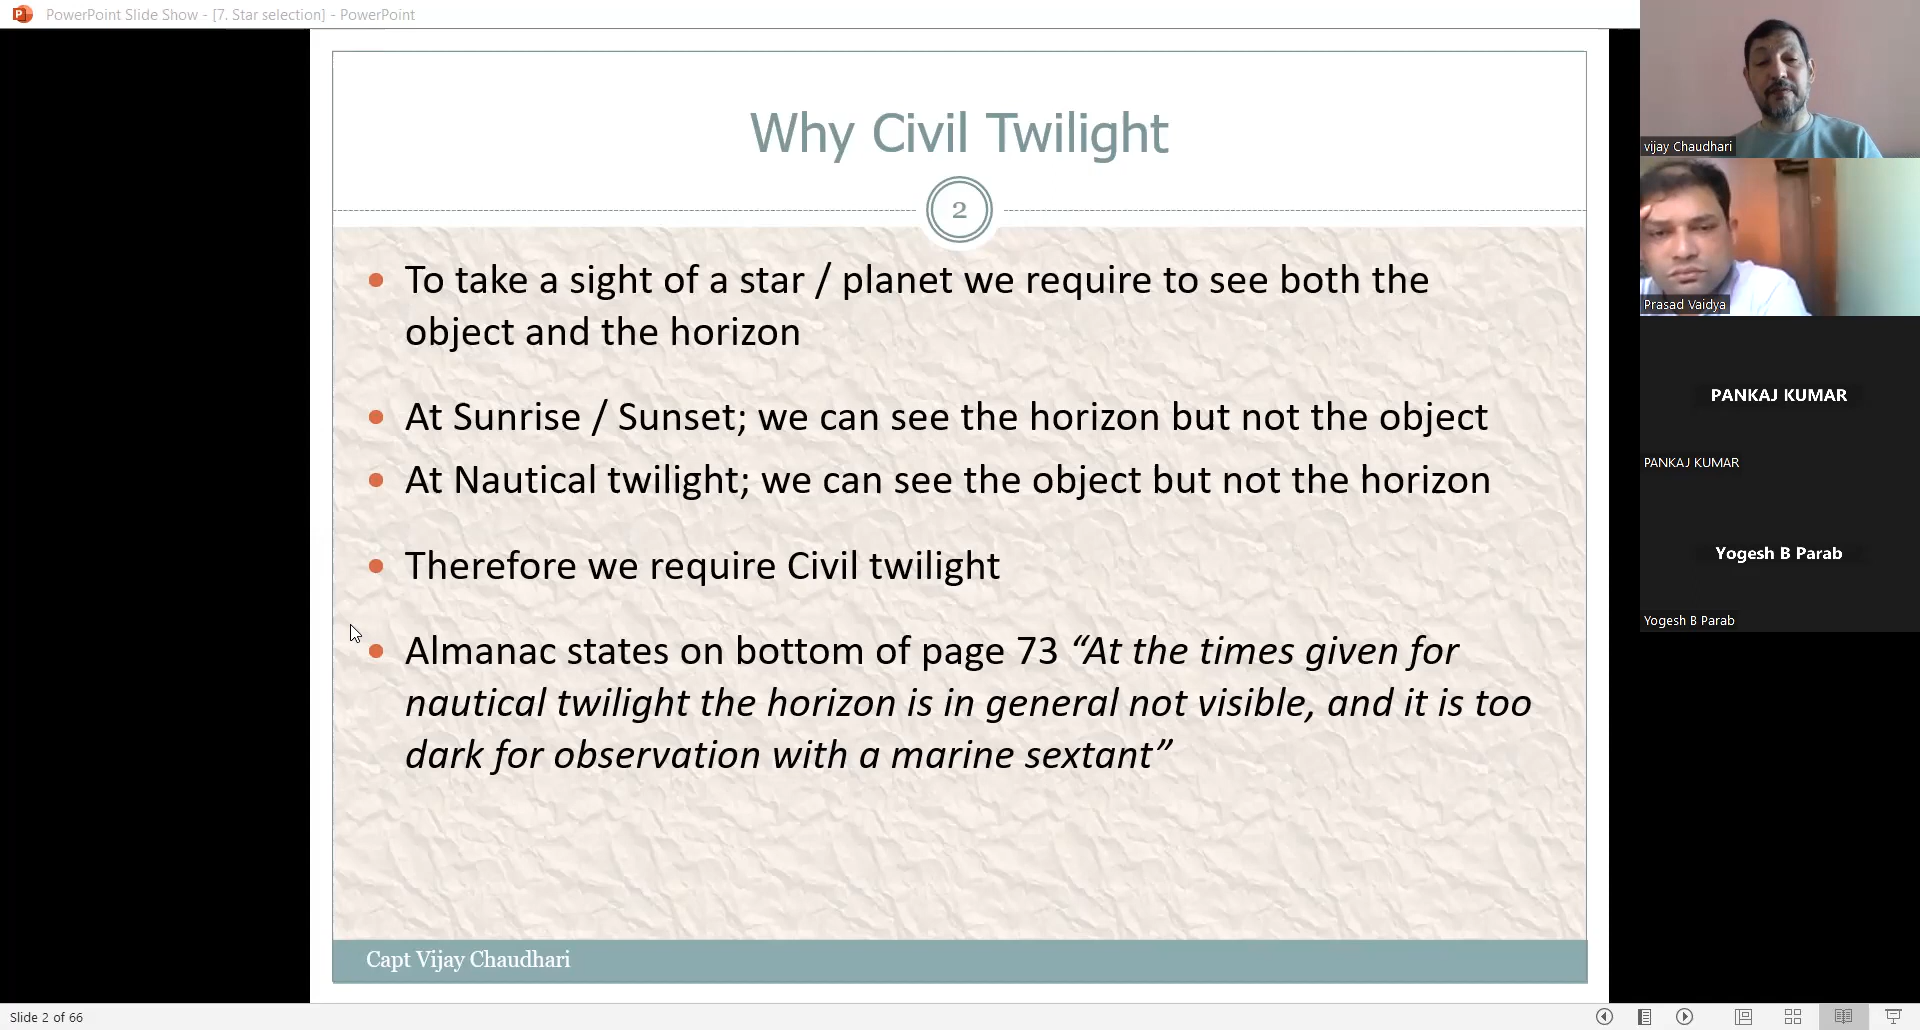 PowerPoint Slide Show - [7. Star selection] - PowerPoint
Why Civil Twilight
2
To take a sight of a star / planet we require to see both the
object and the horizon
At Sunrise / Sunset; we can see the horizon but not the object
At Nautical twilight; we can see the object but not the horizon
Therefore we require Civil twilight
Almanac states on bottom of page 73 “At the times given for
nautical twilight the horizon is in general not visible, and it is too
dark for observation with a marine sextant”
Capt Vijay Chaudhari
Slide 2 of 66
vijay Chaudhari
Prasad Vaidya
PANKAJ KUMAR
PANKAJ KUMAR
Yogesh B Parab
Yogesh B Parab